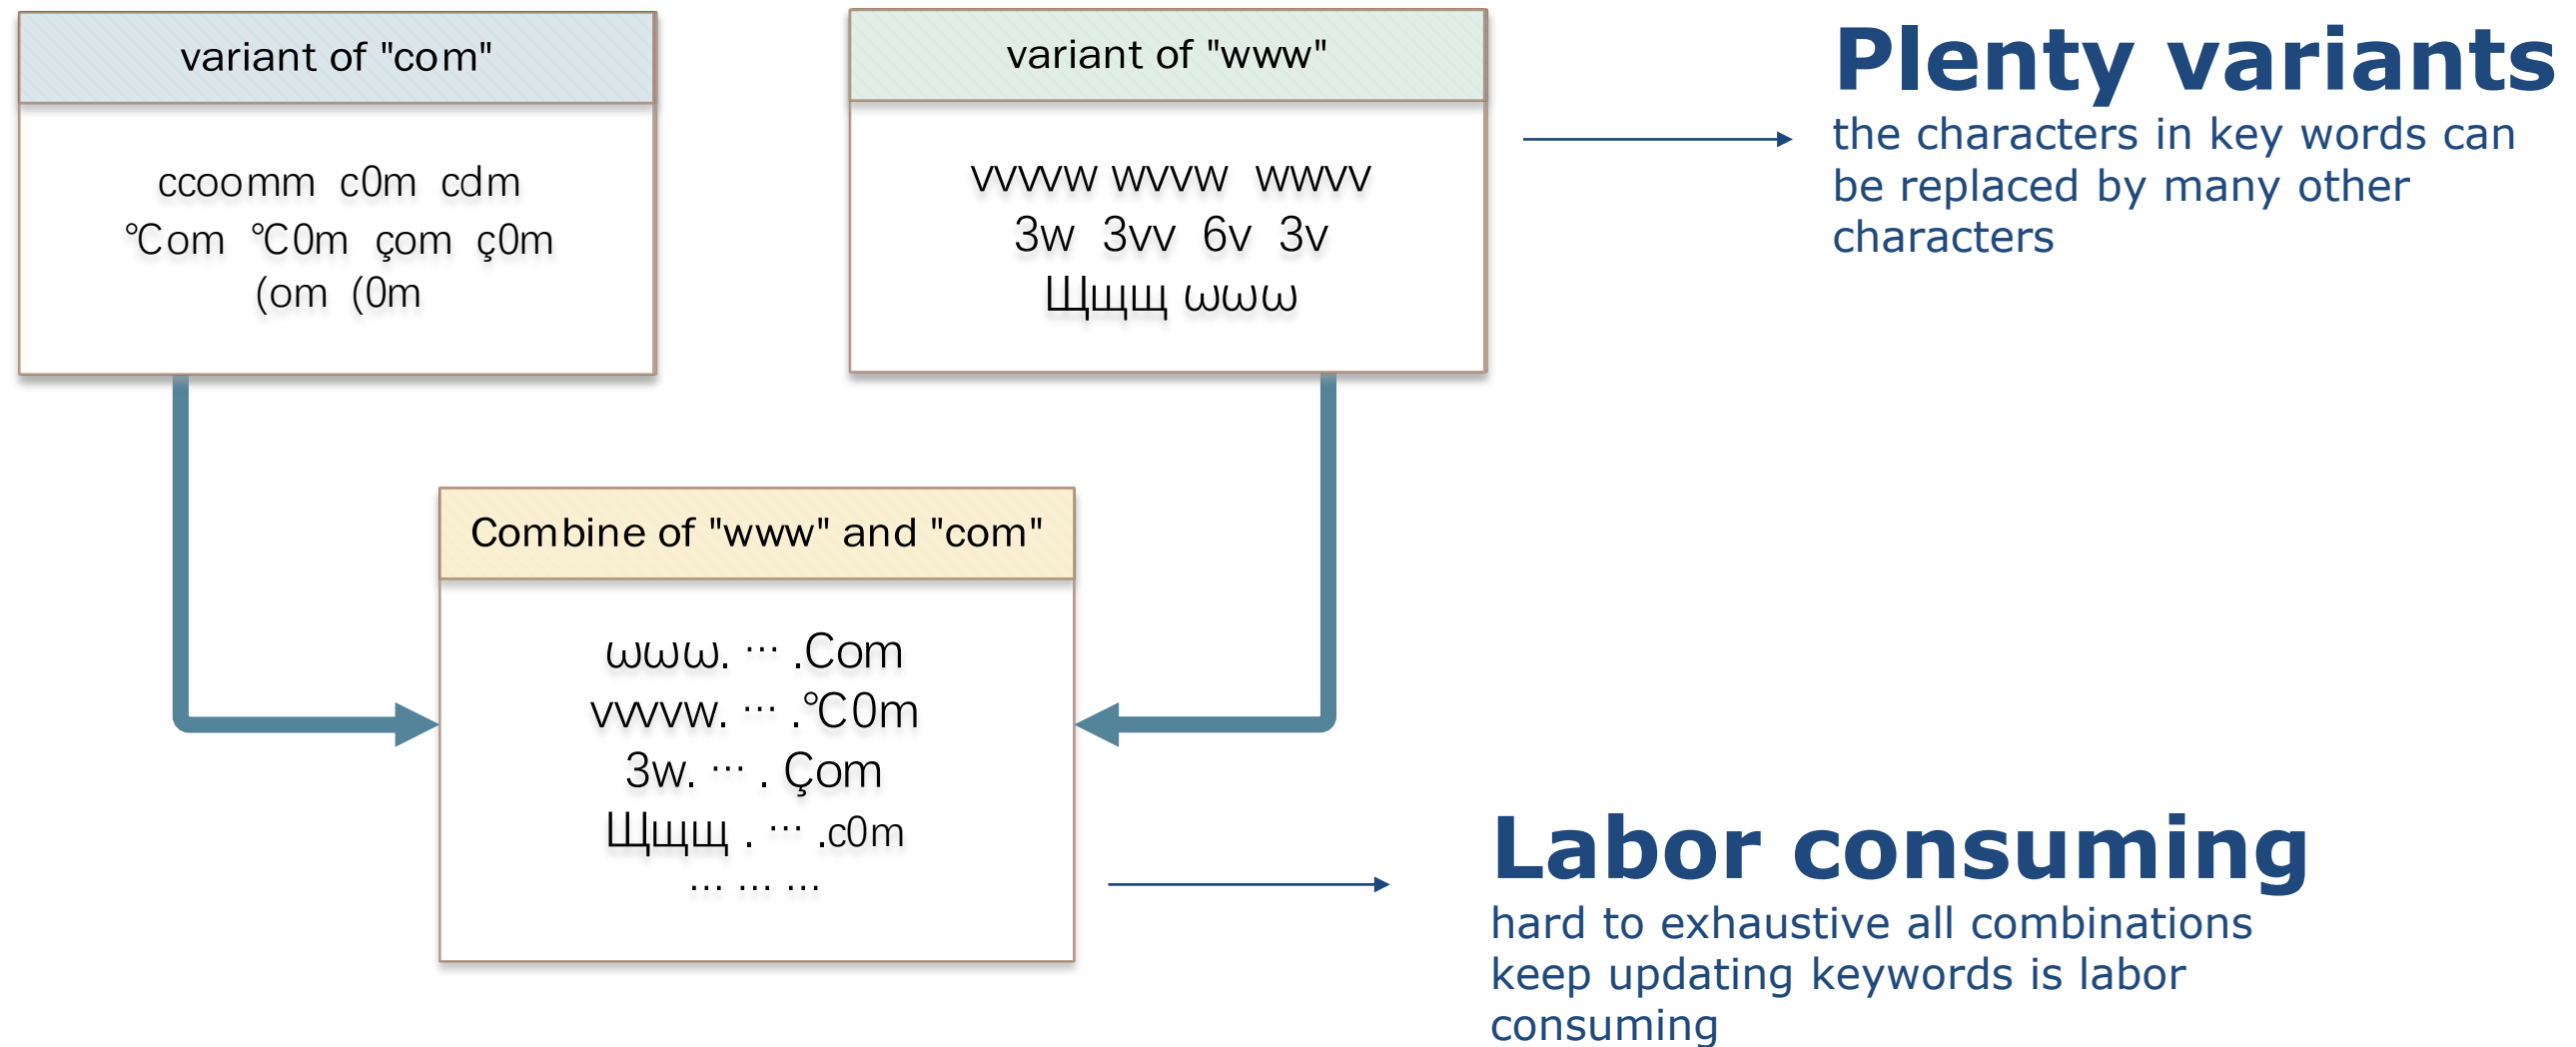 variant of "com"
ccoomm c0m cdm
℃om ℃0m çom ç0m
(om (0m
variant of "www"
vvvvw wvvw wwvv
3w 3vv 6v 3v
Щщщ ωωω
Plenty variants
the characters in key words can
be replaced by many other
characters
Combine of "www" and "com"
ωωω. ··· .Com
vvvvw. ··· .℃0m
3w. ··· . Çom
Щщщ . ··· .c0m
... ... ...
Labor consuming
hard to exhaustive all combinations
keep updating keywords is labor
consuming